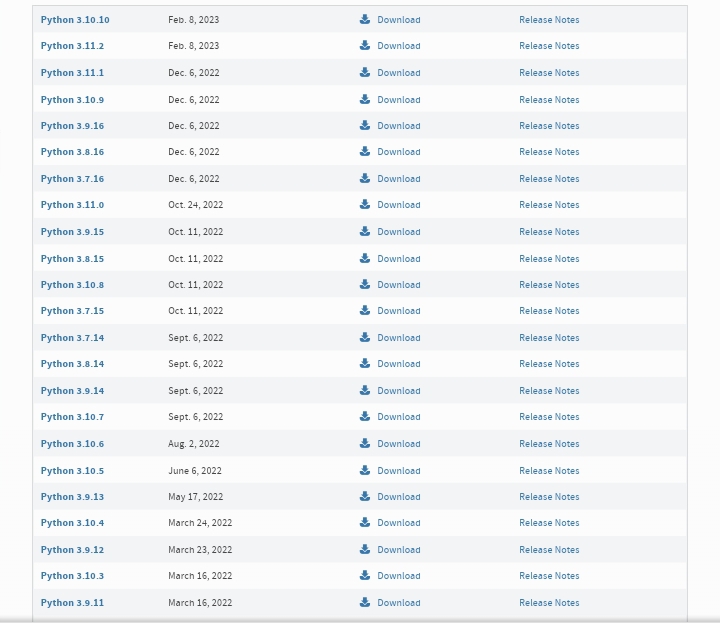 Python 3.10.10 Feb. 8, 2023 Download Release Notes
Python 3.11.2 Feb. 8, 2023 Download Release Notes
Python 3.11.1 Dec. 6, 2022 Download Release Notes
Python 3.10.9 Dec. 6, 2022 Download Release Notes
Python 3.9.16 Dec. 6, 2022 Download Release Notes
Python 3.8.16 Dec. 6, 2022 Download Release Notes
Python 3.7.16 Dec. 6, 2022 Download Release Notes
Python 3.11.0 Oct. 24, 2022 Download Release Notes
Python 3.9.15 Oct. 11, 2022 Download Release Notes
Python 3.8.15 Oct. 11, 2022 Download Release Notes
Python 3.10.8 Oct. 11, 2022 Download Release Notes
Python 3.7.15 Oct. 11, 2022 Download Release Notes
Python 3.7.14 Sept. 6, 2022 Download Release Notes
Python 3.8.14 Sept. 6, 2022 Download Release Notes
Python 3.9.14 Sept. 6, 2022 Download Release Notes
Python 3.10.7 Sept. 6, 2022 Download Release Notes
Python 3.10.6 Aug. 2, 2022 Download Release Notes
Python 3.10.5 June 6, 2022 Download Release Notes
Python 3.9.13 May 17, 2022 Download Release Notes
Python 3.10.4 March 24, 2022 Download Release Notes
Python 3.9.12 March 23, 2022 Download Release Notes
Python 3.10.3 March 16, 2022 Download Release Notes
Python 3.9.11 March 16, 2022 Download Release Notes